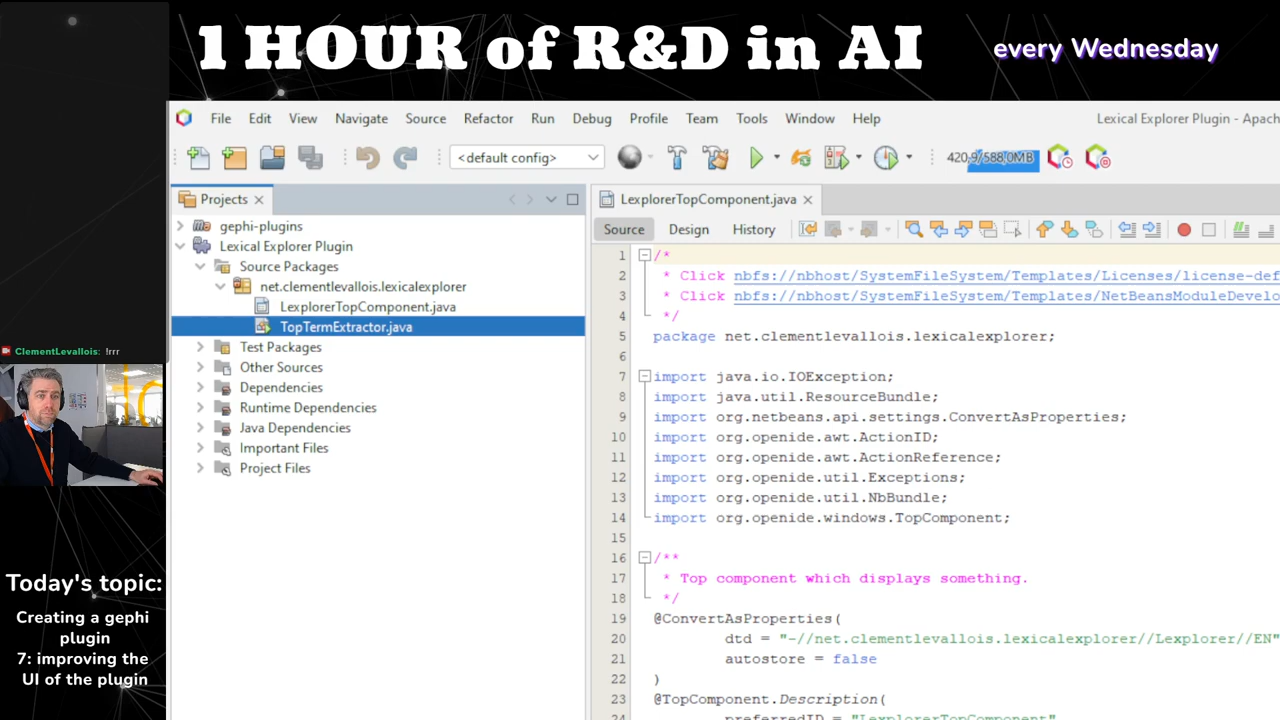 1 HOUR of R&D in AI
every Wednesday
File Edit View Navigate Source Refactor Run Debug Profile Team Tools Window Help
Lexical Explorer Plugin - Apac
<default config>
420,9/588,0MB
Projects
LexplorerTopComponent.java
gephi-plugins
Lexical Explorer Plugin
Source Packages
net.clementlevallois.lexicalexplorer
LexplorerTopComponent.java
TopTermExtractor.java
Test Packages
Other Sources
Dependencies
Runtime Dependencies
Java Dependencies
Important Files
Project Files
Source Design History
1 /*
2 * Click nbfs://nbhost/SystemFileSystem/Templates/Licenses/license-def
3 * Click nbfs://nbhost/SystemFileSystem/Templates/NetBeansModuleDevelo
4 */
5 package net.clementlevallois.lexicalexplorer;
6
7 import java.io.IOException;
8 import java.util.ResourceBundle;
9 import org.netbeans.api.settings.ConvertAsProperties;
10 import org.openide.awt.ActionID;
11 import org.openide.awt.ActionReference;
12 import org.openide.util.Exceptions;
13 import org.openide.util.NbBundle;
14 import org.openide.windows.TopComponent;
15
16 /**
17 * Top component which displays something.
18 */
19 @ConvertAsProperties(
20 dtd = "-//net.clementlevallois.lexicalexplorer//Lexplorer//EN"
21 autostore = false
22 )
23 @TopComponent.Description(
24 preferredID = "LexplorerTopComponent"
ClementLevallois: !rrr
Today's topic:
Creating a gephi
plugin
7: improving the
UI of the plugin